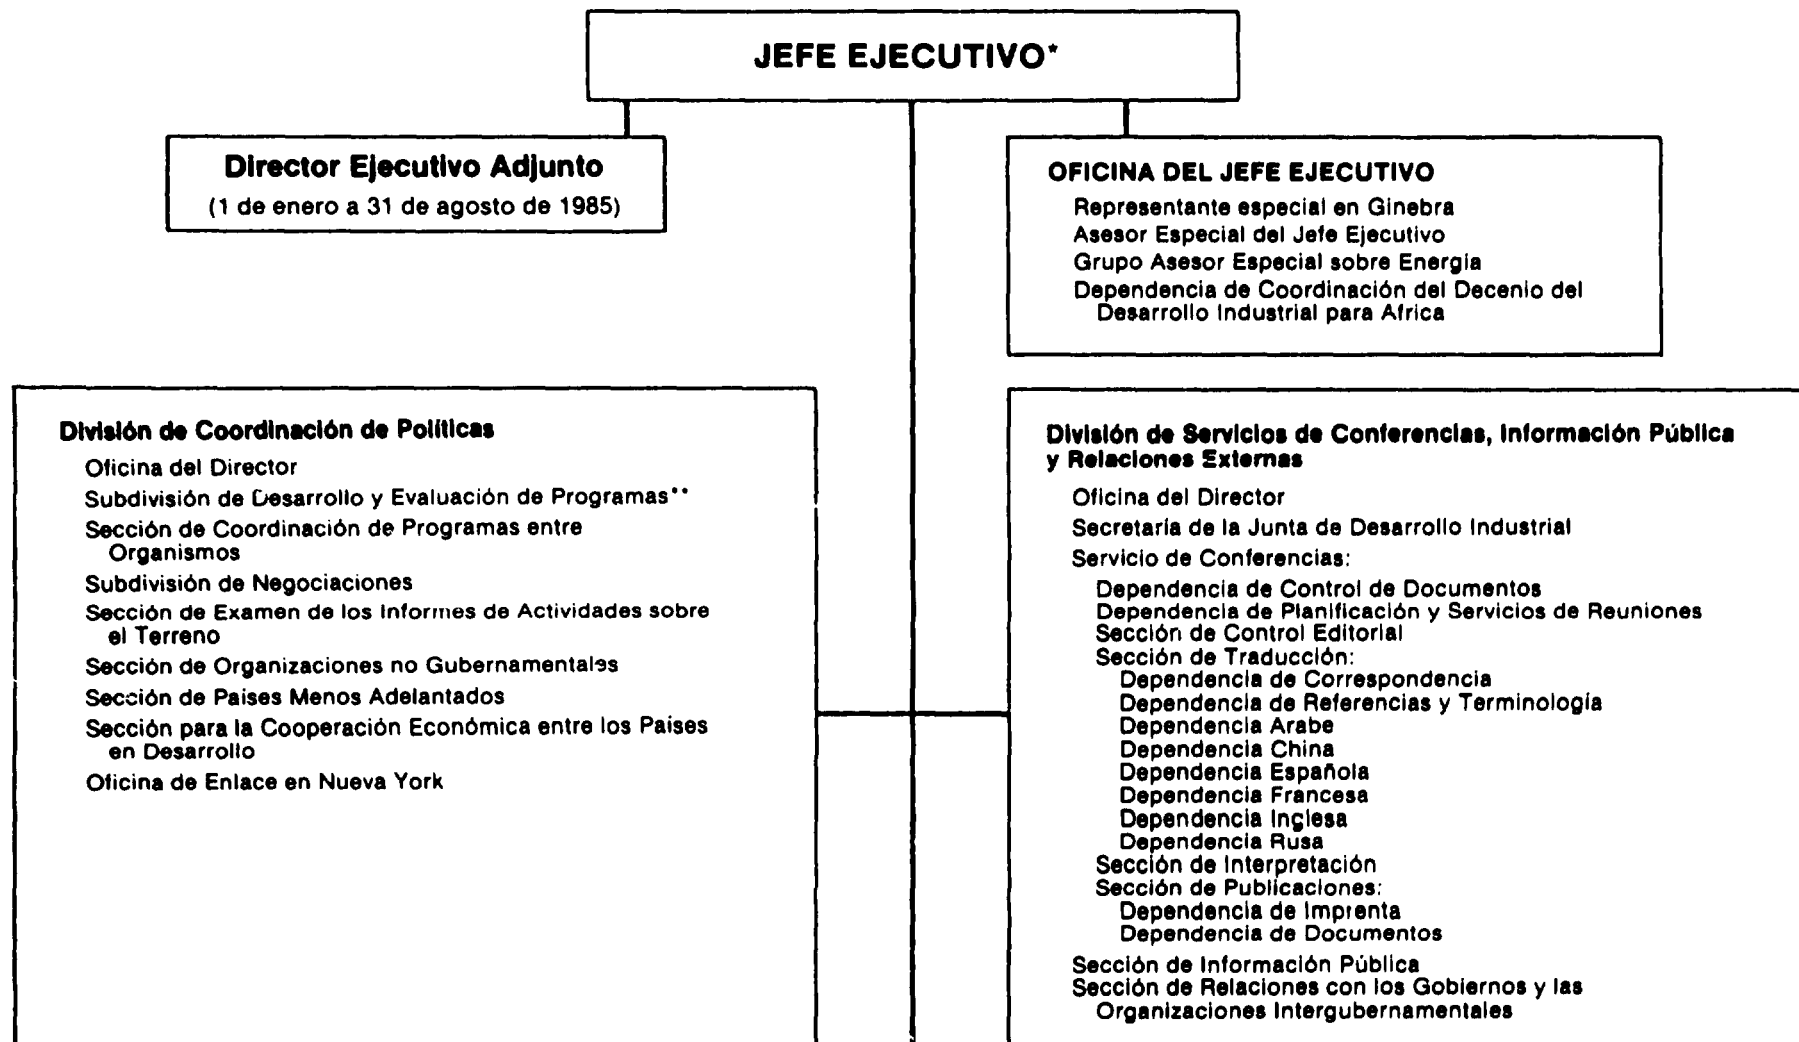 JEFE EJECUTIVO*
Director Ejecutivo Adjunto
(1 de enero a 31 de agosto de 1985)
OFICINA DEL JEFE EJECUTIVO
Representante especial en Ginebra
Asesor Especial del Jefe Ejecutivo
Grupo Asesor Especial sobre Energía
Dependencia de Coordinación del Decenio del
Desarrollo Industrial para Africa
División de Coordinación de Políticas
Oficina del Director
Subdivisión de Desarrollo y Evaluación de Programas**
Sección de Coordinación de Programas entre
Organismos
Subdivisión de Negociaciones
Sección de Examen de los Informes de Actividades sobre
el Terreno
Sección de Organizaciones no Gubernamentales
Sección de Países Menos Adelantados
Sección para la Cooperación Económica entre los Países
en Desarrollo
Oficina de Enlace en Nueva York
División de Servicios de Conferencias, Información Pública
y Relaciones Externas
Oficina del Director
Secretaría de la Junta de Desarrollo Industrial
Servicio de Conferencias:
Dependencia de Control de Documentos
Dependencia de Planificación y Servicios de Reuniones
Sección de Control Editorial
Sección de Traducción:
Dependencia de Correspondencia
Dependencia de Referencias y Terminología
Dependencia Arabe
Dependencia China
Dependencia Española
Dependencia Francesa
Dependencia Inglesa
Dependencia Rusa
Sección de Interpretación
Sección de Publicaciones:
Dependencia de Imprenta
Dependencia de Documentos
Sección de Información Pública
Sección de Relaciones con los Gobiernos y las
Organizaciones Intergubernamentales